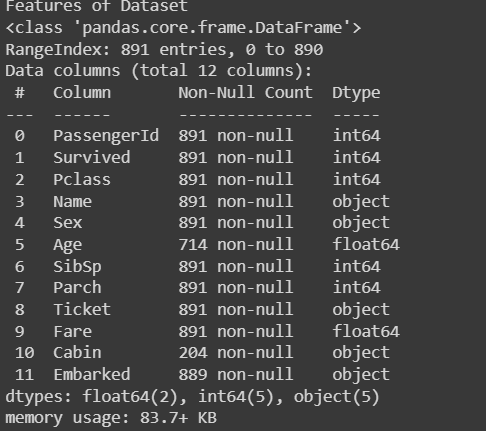 Features of Dataset
<class 'pandas.core.frame.DataFrame'>
RangeIndex: 891 entries, 0 to 890
Data columns (total 12 columns):
 #   Column       Non-Null Count  Dtype
---  ------       --------------  -----
 0   PassengerId  891 non-null    int64
 1   Survived     891 non-null    int64
 2   Pclass       891 non-null    int64
 3   Name         891 non-null    object
 4   Sex          891 non-null    object
 5   Age          714 non-null    float64
 6   SibSp        891 non-null    int64
 7   Parch        891 non-null    int64
 8   Ticket       891 non-null    object
 9   Fare         891 non-null    float64
 10  Cabin        204 non-null    object
 11  Embarked     889 non-null    object
dtypes: float64(2), int64(5), object(5)
memory usage: 83.7+ KB